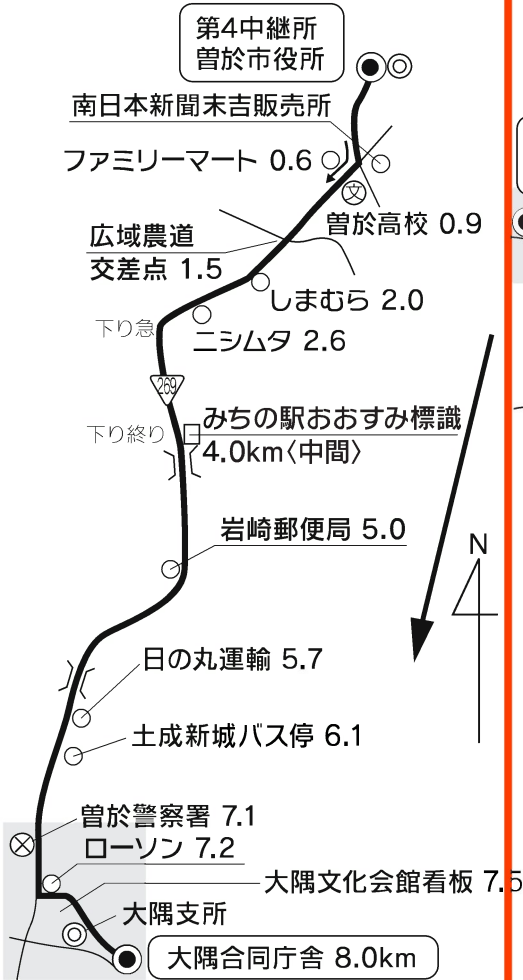 第4中継所
曽於市役所
南日本新聞末吉販売所
ファミリーマート 0.6
文
曽於高校 0.9
広域農道
交差点 1.5
しまむら 2.0
下り急
ニシムタ 2.6
269
みちの駅おおすみ標識
下り終り
4.0km〈中間〉
岩崎郵便局 5.0
N
日の丸運輸 5.7
土成新城バス停 6.1
曽於警察署 7.1
ローソン 7.2
大隅文化会館看板 7.5
大隅支所
大隅合同庁舎 8.0km